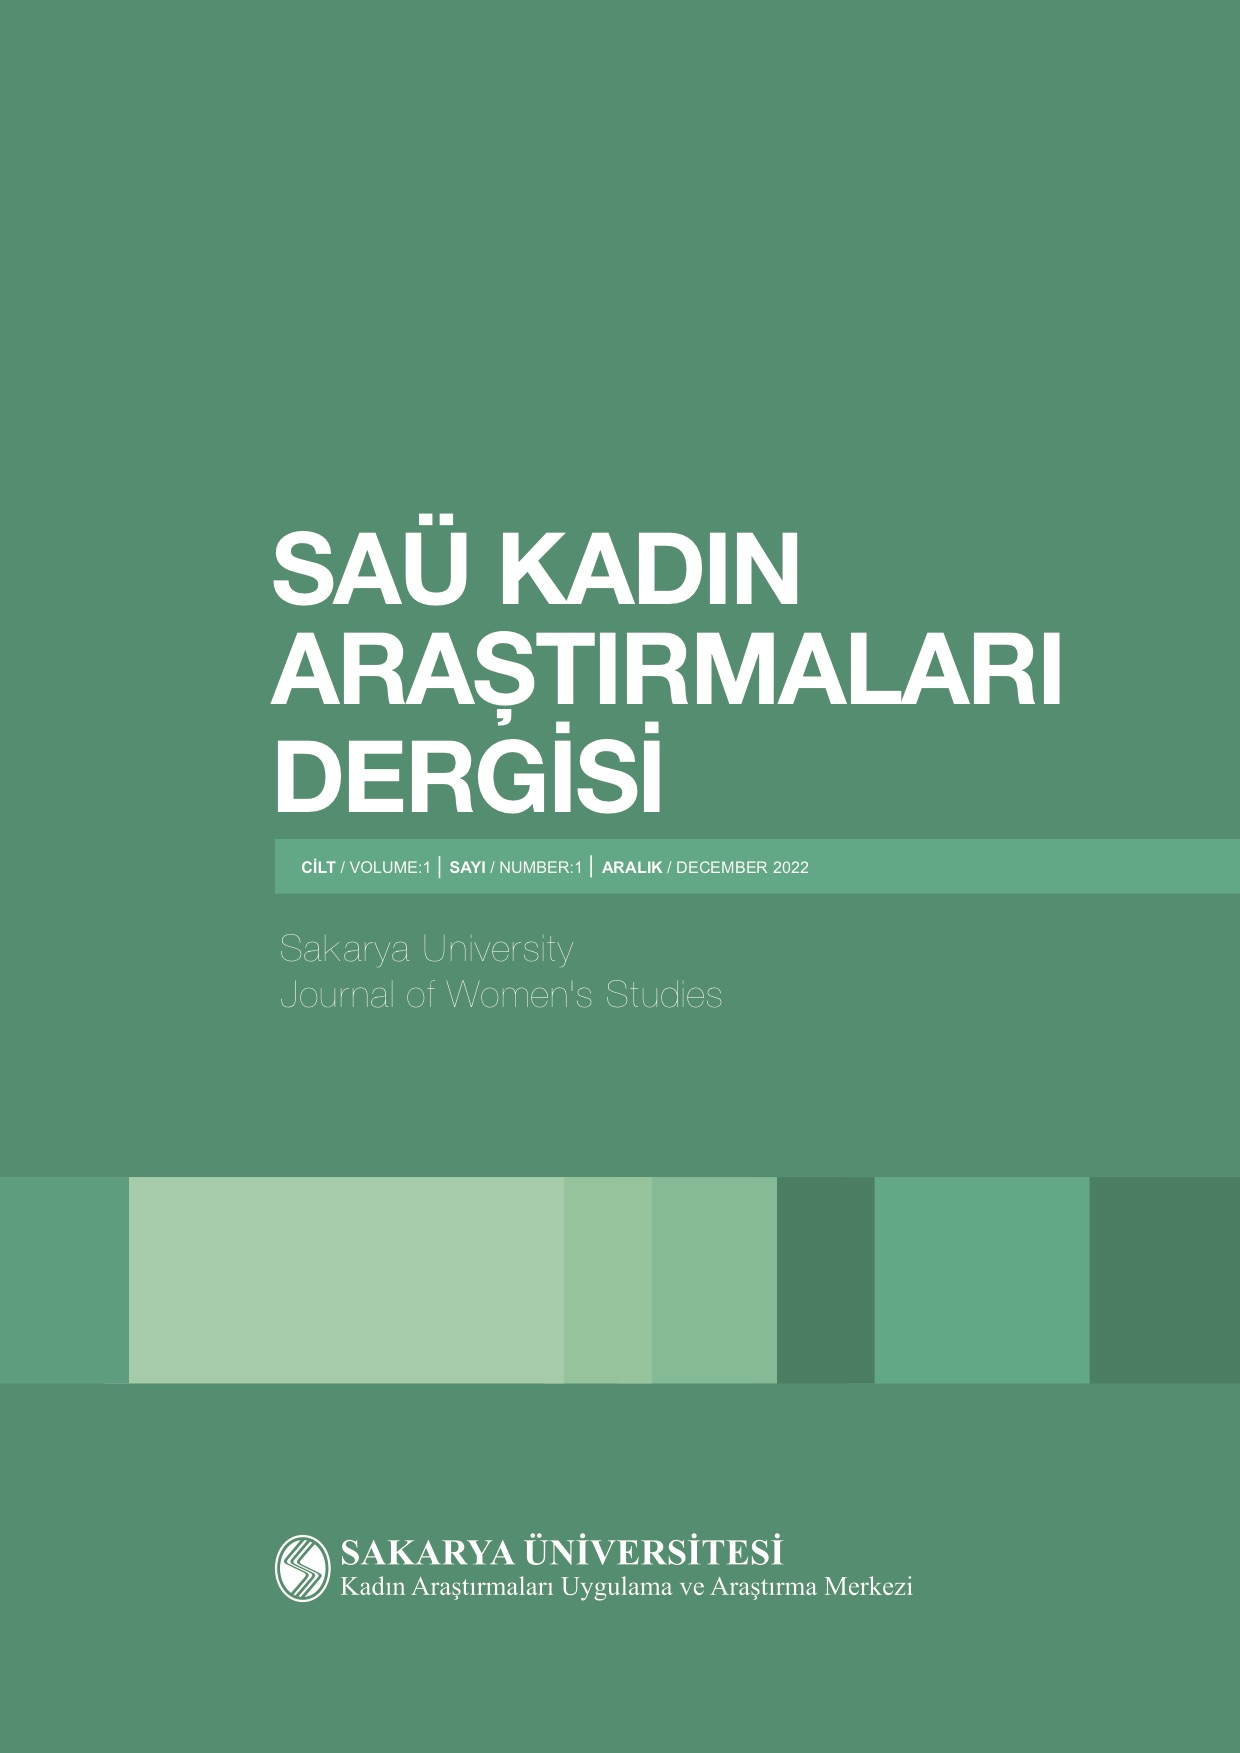 SAÜ KADIN
ARAŞTIRMALARI
DERGİSİ
CİLT / VOLUME:1 | SAYI / NUMBER:1 | ARALIK / DECEMBER 2022
Sakarya University
Journal of Women's Studies
SAKARYA ÜNİVERSİTESİ
Kadın Araştırmaları Uygulama ve Araştırma Merkezi